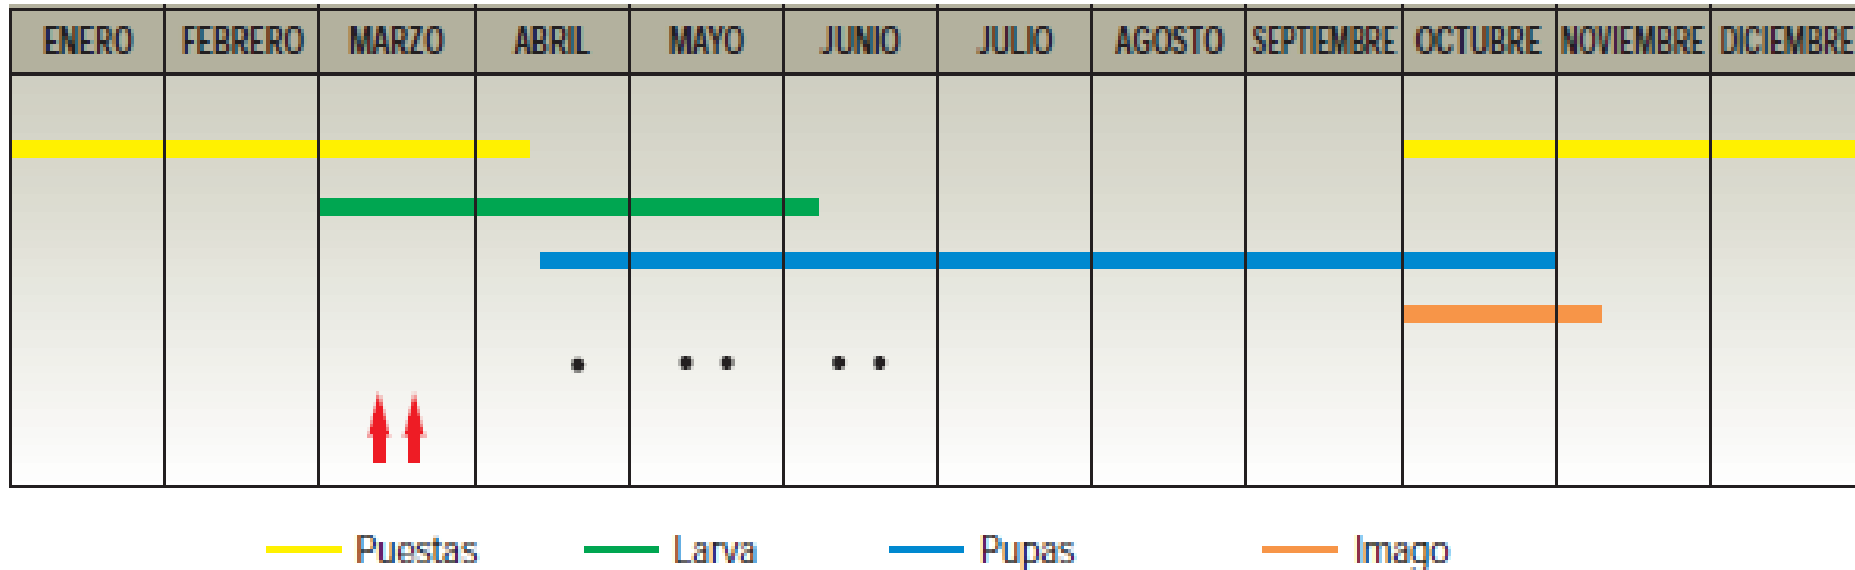 ENERO FEBRERO MARZO ABRIL MAYO JUNIO JULIO AGOSTO SEPTIEMBRE OCTUBRE NOVIEMBRE DICIEMBRE
Puestas Larva Pupas Imago